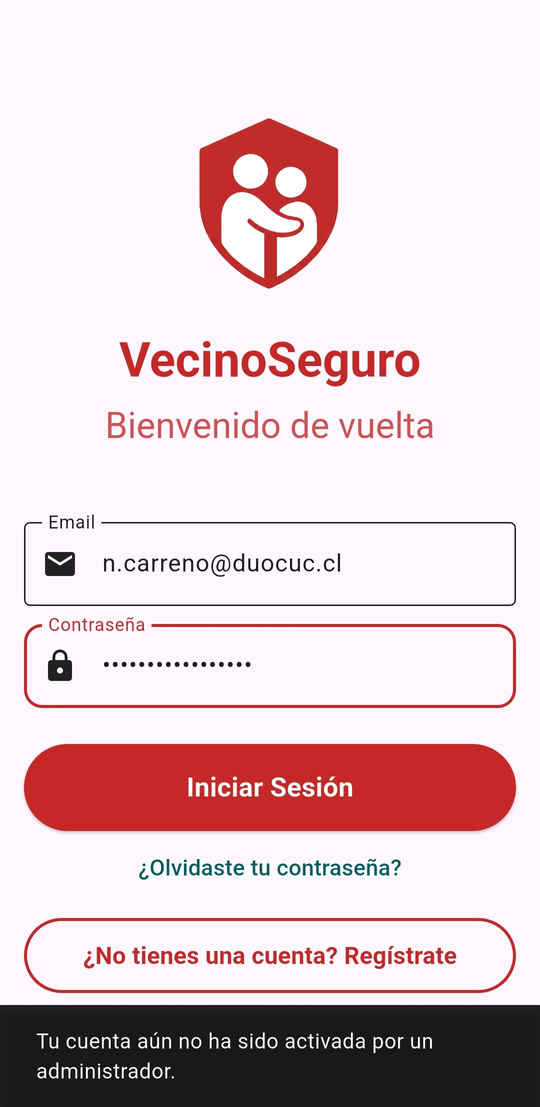 VecinoSeguro
Bienvenido de vuelta
Email
n.carreno@duocuc.cl
Contraseña
•••••••••••••••••
Iniciar Sesión
¿Olvidaste tu contraseña?
¿No tienes una cuenta? Regístrate
Tu cuenta aún no ha sido activada por un
administrador.